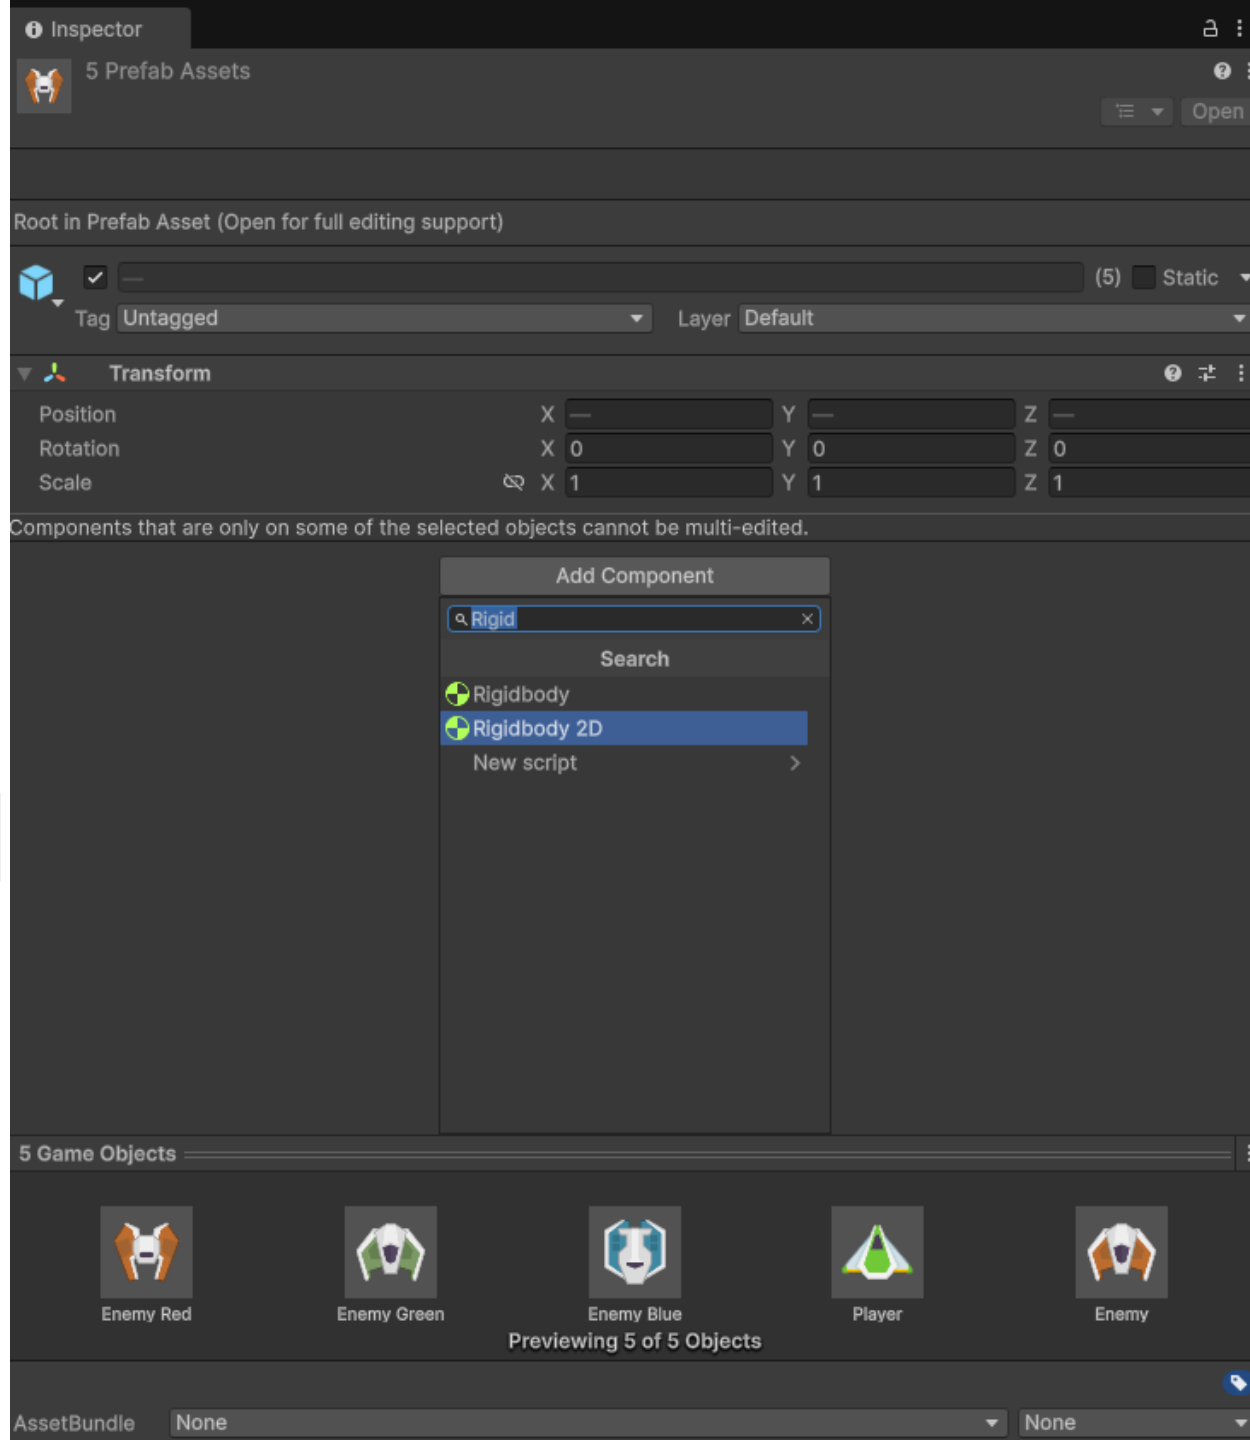 Inspector
5 Prefab Assets
Open
Root in Prefab Asset (Open for full editing support)
— (5) Static
Tag Untagged Layer Default
Transform
Position X — Y — Z —
Rotation X 0 Y 0 Z 0
Scale X 1 Y 1 Z 1
Components that are only on some of the selected objects cannot be multi-edited.
Add Component
Rigid
Search
Rigidbody
Rigidbody 2D
New script
5 Game Objects
Enemy Red Enemy Green Enemy Blue Player Enemy
Previewing 5 of 5 Objects
AssetBundle None None